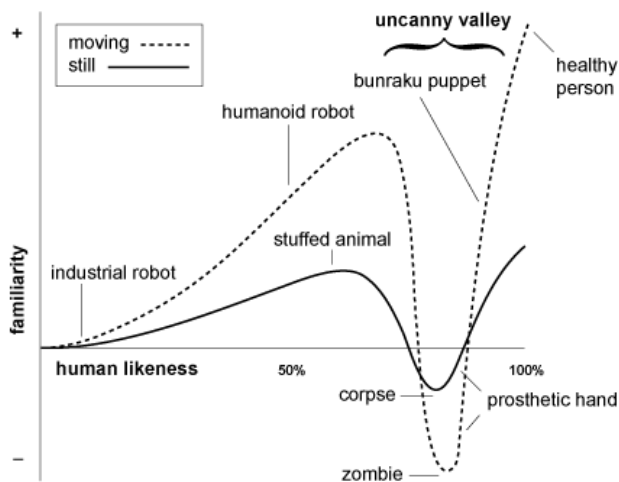 +
moving
still
uncanny valley
bunraku puppet
healthy
person
humanoid robot
stuffed animal
industrial robot
familiarity
human likeness
50%
100%
corpse
prosthetic hand
–
zombie